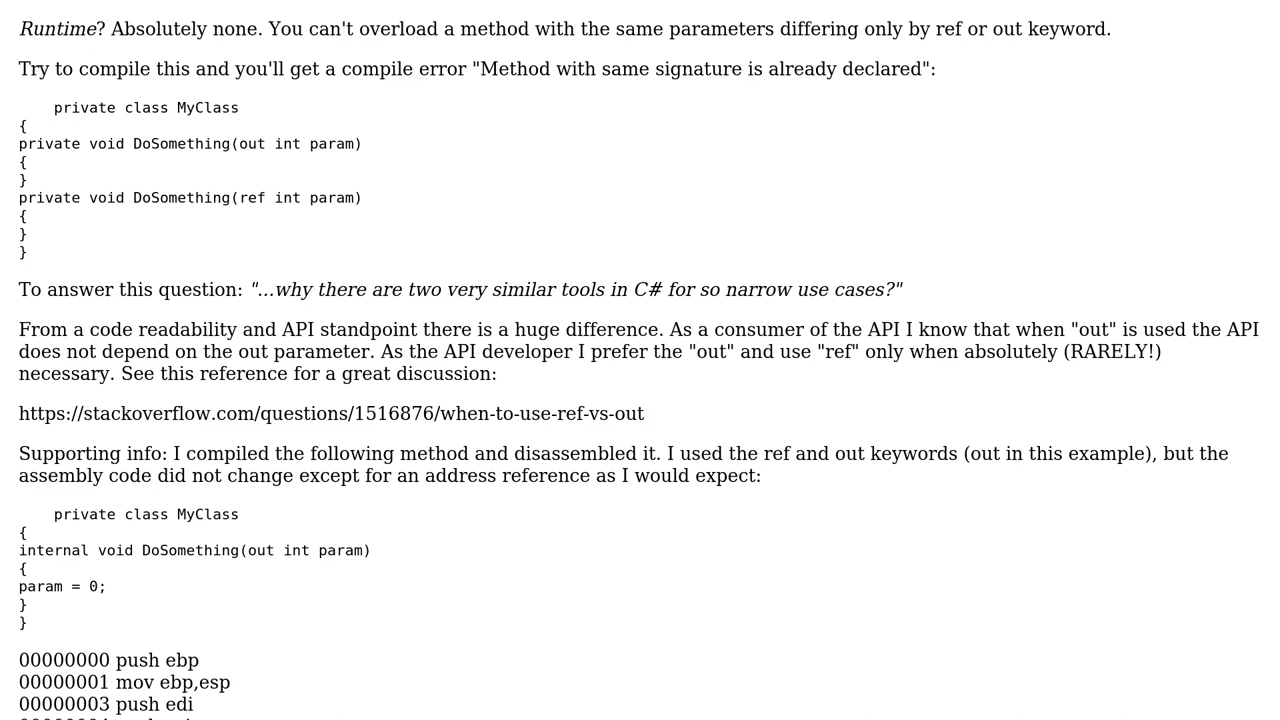 Runtime? Absolutely none. You can't overload a method with the same parameters differing only by ref or out keyword.
Try to compile this and you'll get a compile error "Method with same signature is already declared":
    private class MyClass
{
private void DoSomething(out int param)
{
}
private void DoSomething(ref int param)
{
}
}
To answer this question: "...why there are two very similar tools in C# for so narrow use cases?"
From a code readability and API standpoint there is a huge difference. As a consumer of the API I know that when "out" is used the API
does not depend on the out parameter. As the API developer I prefer the "out" and use "ref" only when absolutely (RARELY!)
necessary. See this reference for a great discussion:
https://stackoverflow.com/questions/1516876/when-to-use-ref-vs-out
Supporting info: I compiled the following method and disassembled it. I used the ref and out keywords (out in this example), but the
assembly code did not change except for an address reference as I would expect:
    private class MyClass
{
internal void DoSomething(out int param)
{
param = 0;
}
}
00000000 push ebp
00000001 mov ebp,esp
00000003 push edi